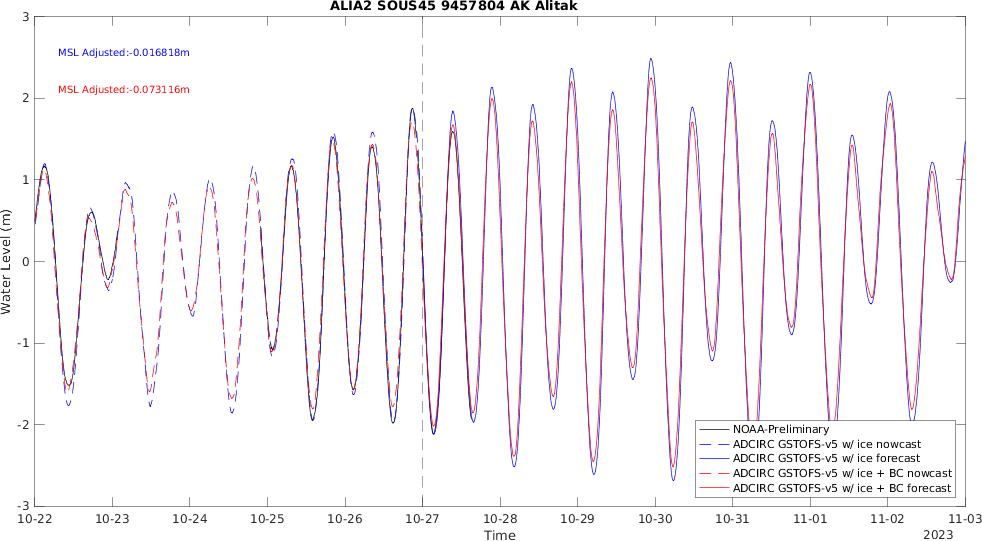 ALIA2 SOUS45 9457804 AK Alitak
MSL Adjusted:-0.016818m
MSL Adjusted:-0.073116m
3
2
1
0
-1
-2
-3
Water Level (m)
NOAA-Preliminary
ADCIRC GSTOFS-v5 w/ ice nowcast
ADCIRC GSTOFS-v5 w/ ice forecast
ADCIRC GSTOFS-v5 w/ ice + BC nowcast
ADCIRC GSTOFS-v5 w/ ice + BC forecast
10-22 10-23 10-24 10-25 10-26 10-27 10-28 10-29 10-30 10-31 11-01 11-02 11-03
Time
2023